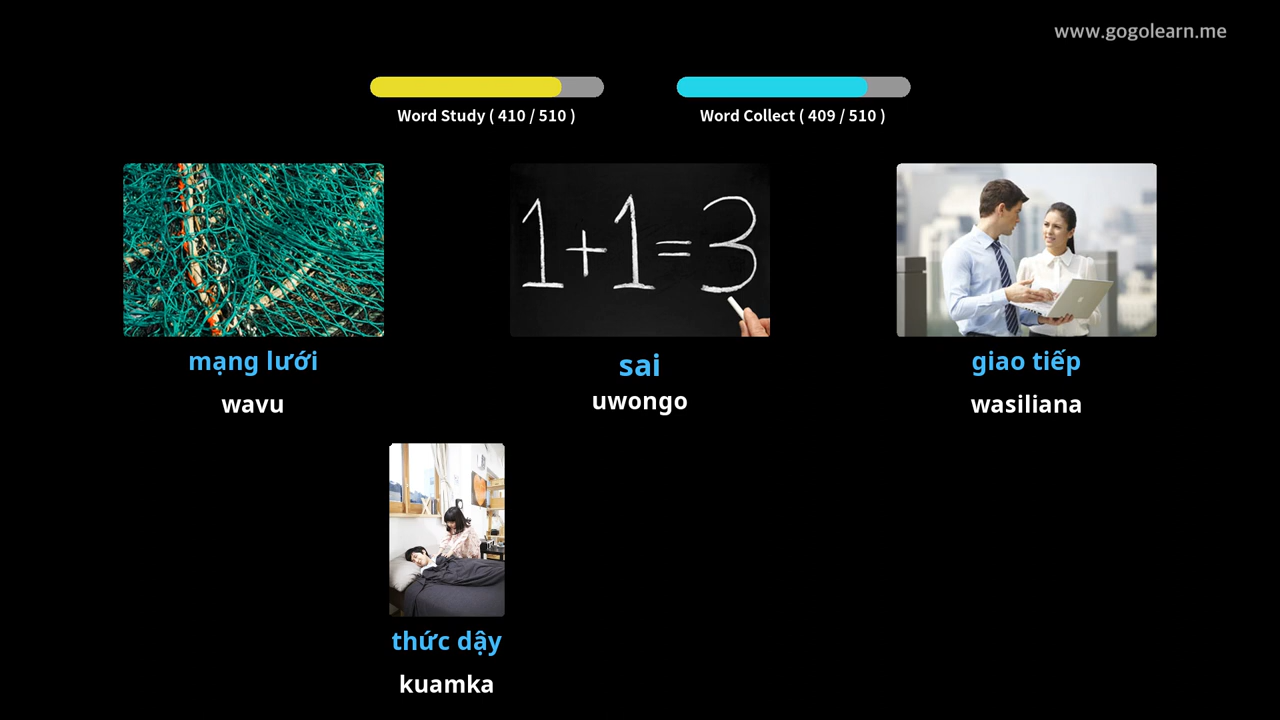 www.gogolearn.me
Word Study ( 410 / 510 )
Word Collect ( 409 / 510 )
1+1=3
mạng lưới
wavu
sai
uwongo
giao tiếp
wasiliana
thức dậy
kuamka